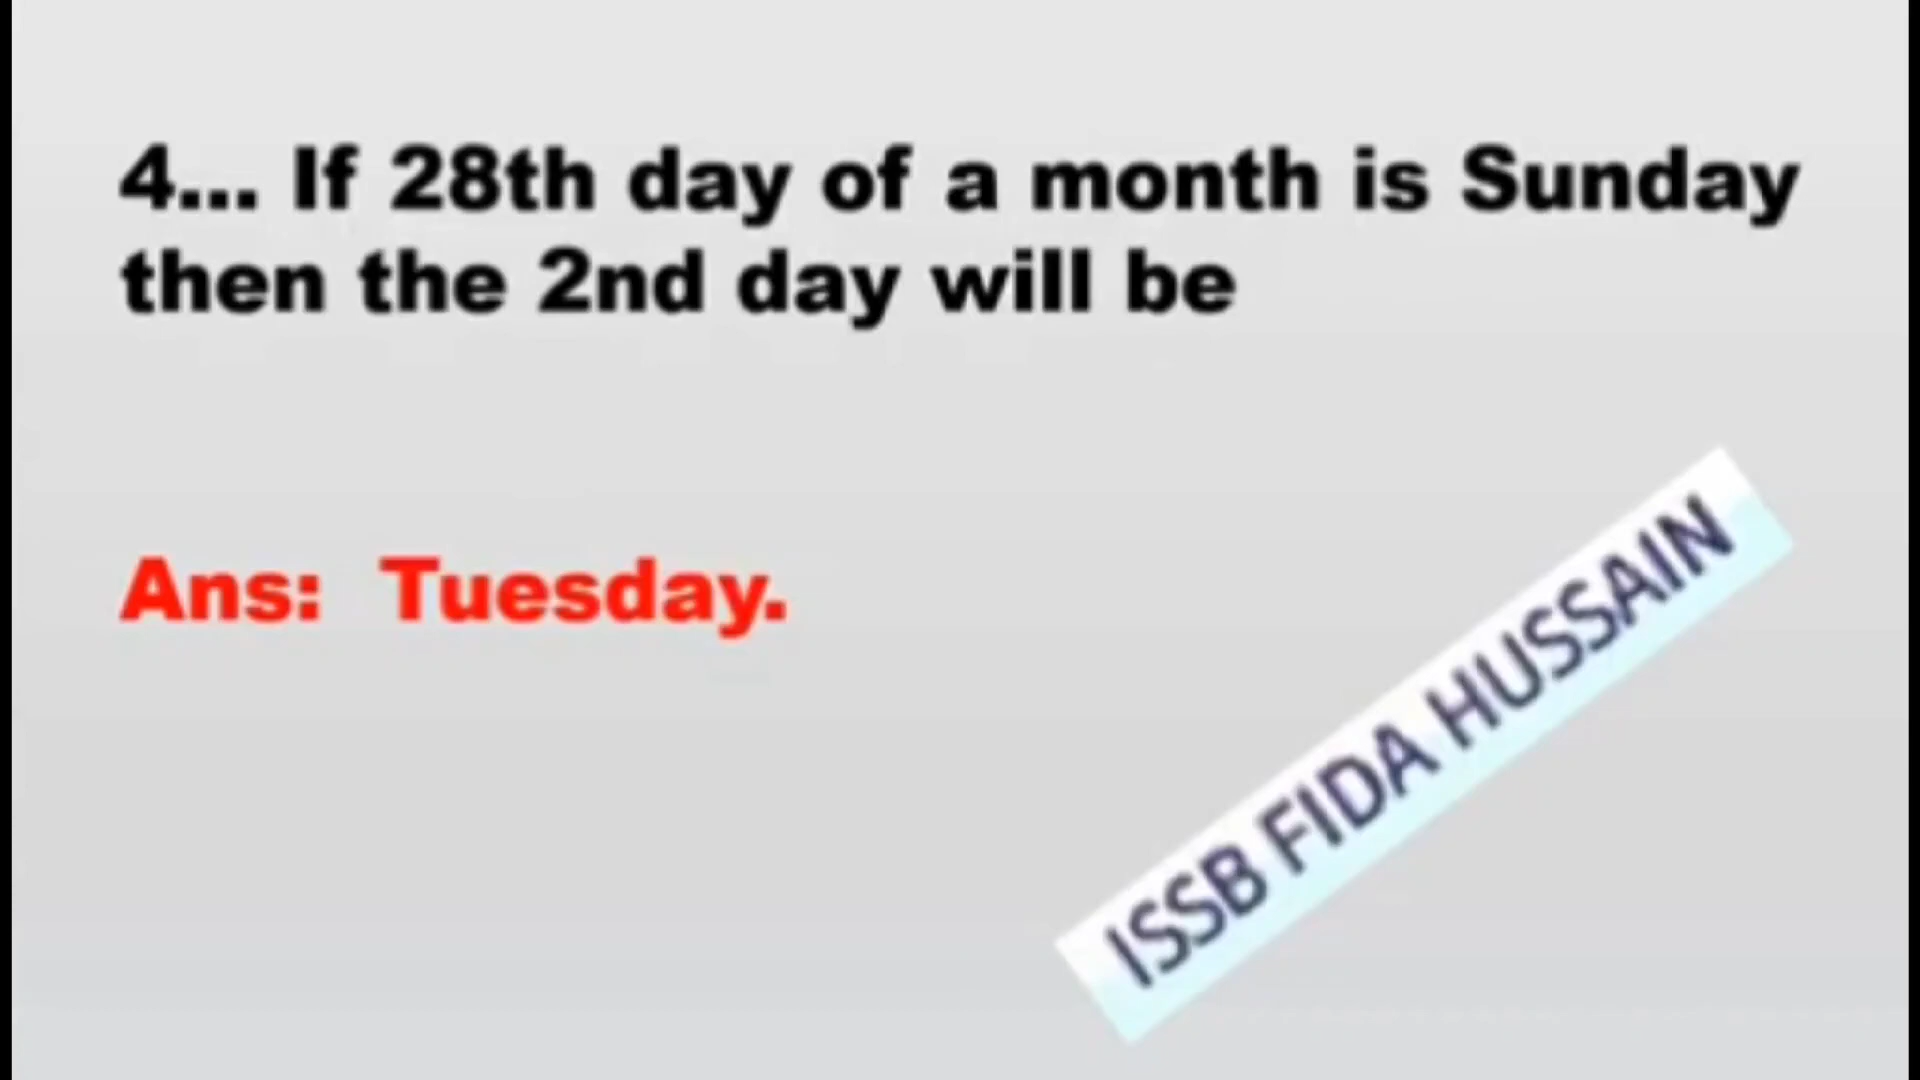 4... If 28th day of a month is Sunday
then the 2nd day will be
Ans: Tuesday.
ISSB FIDA HUSSAIN